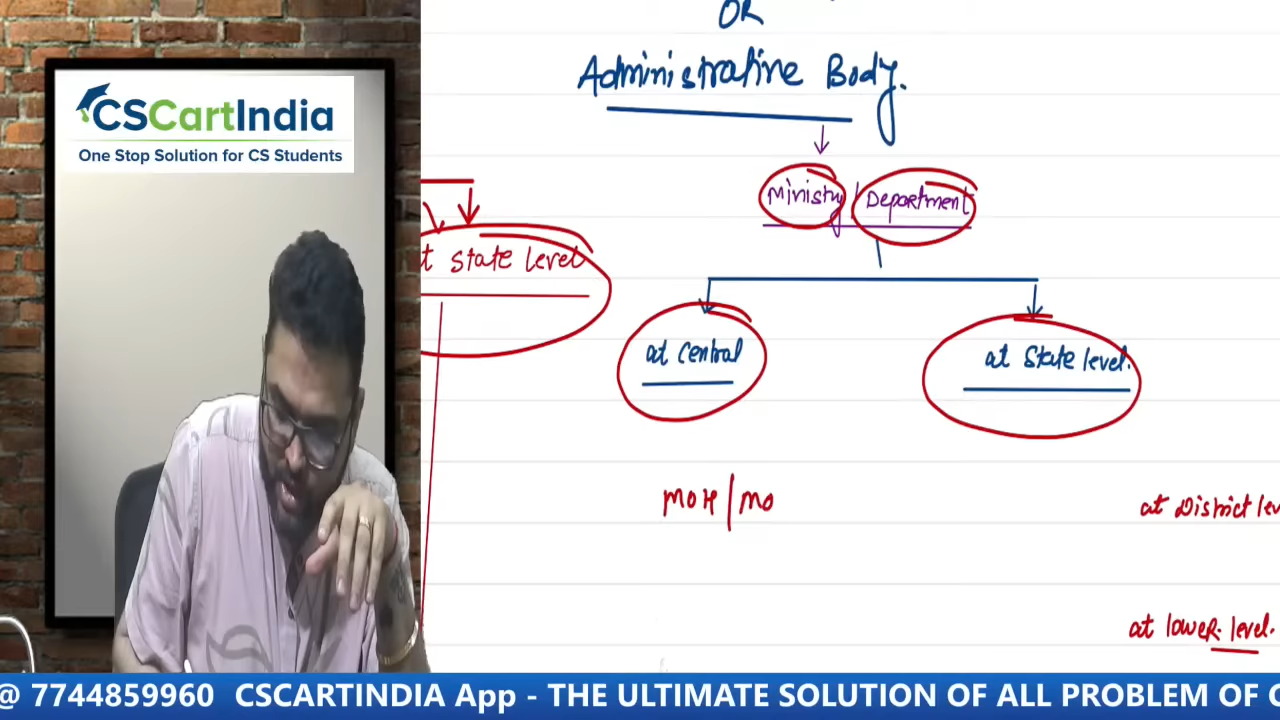 OR
Administrative Body.
CSCartIndia
One Stop Solution for CS Students
Ministry / Department
at State level
at Central
at State level.
MOH | MO
at District lev
at lower level.
@ 7744859960 CSCARTINDIA App - THE ULTIMATE SOLUTION OF ALL PROBLEM OF C